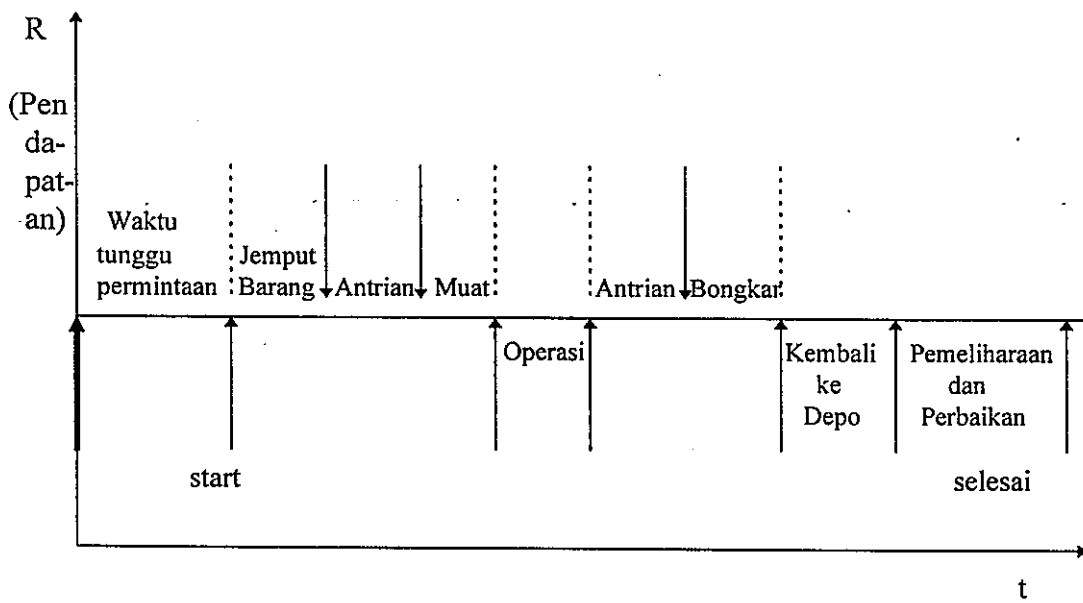 R
(Pen
da-
pat-
an)
Waktu
tunggu
permintaan
Jemput
Barang
Antrian
Muat
Antrian
Bongkar
Operasi
Kembali
ke
Depo
Pemeliharaan
dan
Perbaikan
start
selesai
t